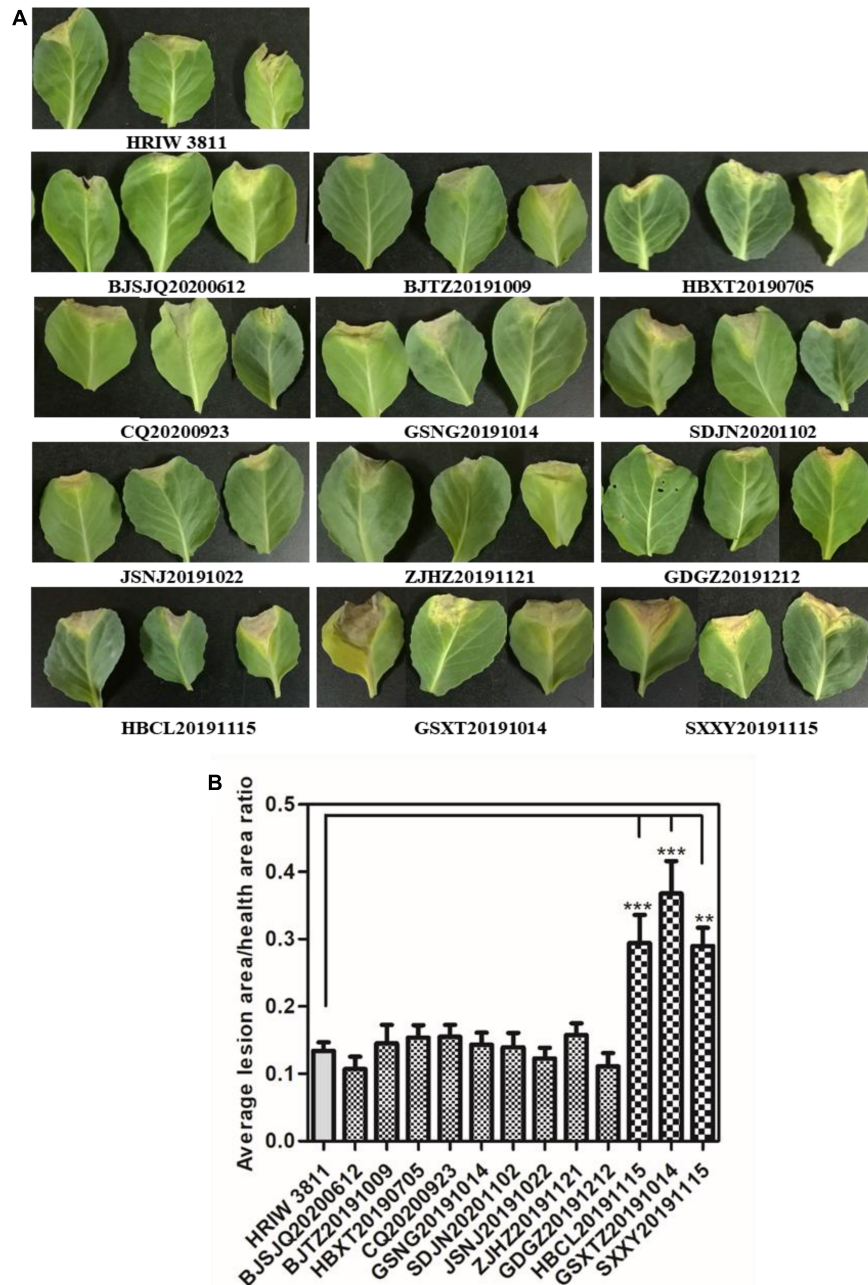 A
HRIW 3811
BJSJQ20200612 BJTZ20191009 HBXT20190705
CQ20200923 GSNG20191014 SDJN20201102
JSNJ20191022 ZJHZ20191121 GDGZ20191212
HBCL20191115 GSXT20191014 SXXY20191115
B
Average lesion area/health area ratio
0.5
0.4
0.3
0.2
0.1
0.0
***
***
**
HRIW 3811
BJSJQ20200612
BJTZ20191009
HBXT20190705
CQ20200923
GSNG20191014
SDJN20201102
JSNJ20191022
ZJHZ20191121
GDGZ20191212
HBCL20191115
GSXTZ20191014
SXXY20191115